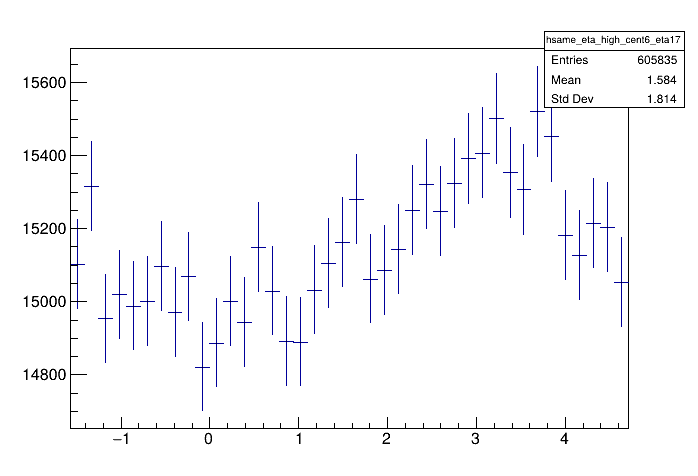 hsame_eta_high_cent6_eta17
Entries 605835
Mean 1.584
Std Dev 1.814
15600
15400
15200
15000
14800
−1 0 1 2 3 4